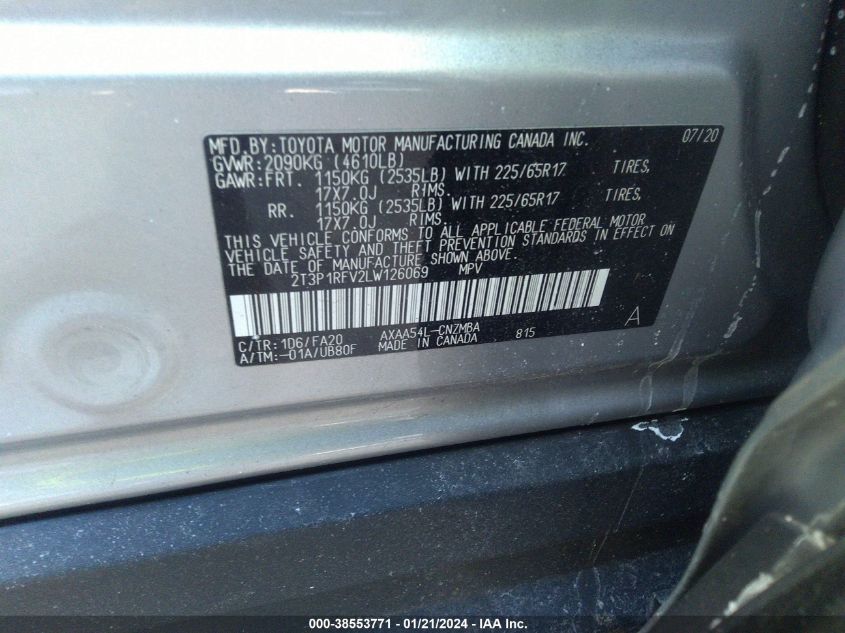 MFD.BY:TOYOTA MOTOR MANUFACTURING CANADA INC. 07/20
GVWR:2090KG (4610LB)
GAWR:FRT. 1150KG (2535LB) WITH 225/65R17 TIRES,
17X7.0J RIMS.
RR. 1150KG (2535LB) WITH 225/65R17 TIRES,
17X7.0J RIMS.
THIS VEHICLE CONFORMS TO ALL APPLICABLE FEDERAL MOTOR
VEHICLE SAFETY AND THEFT PREVENTION STANDARDS IN EFFECT ON
THE DATE OF MANUFACTURE SHOWN ABOVE.
2T3P1RFV2LW126069 MPV
C/TR:1D6/FA20 AXAA54L-CNZMBA 815 A
A/TM:-01A/UB80F MADE IN CANADA
000-38553771 / 01/21/2024 - IAA Inc.